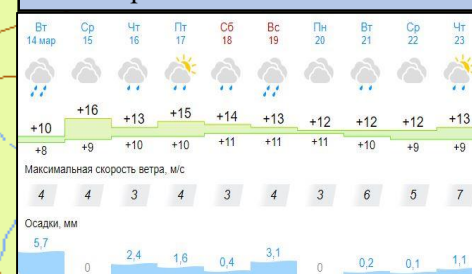 Вт Ср Чт Пт Сб Вс Пн Вт Ср Чт
14 мар 15 16 17 18 19 20 21 22 23
+10 +16 +13 +15 +14 +13 +12 +12 +12 +13
+8 +9 +10 +10 +11 +11 +11 +10 +9 +9
Максимальная скорость ветра, м/с
4 4 3 4 3 4 3 6 5 7
Осадки, мм
5,7 0 2,4 1,6 0,4 3,1 0 0,2 0,1 1,1